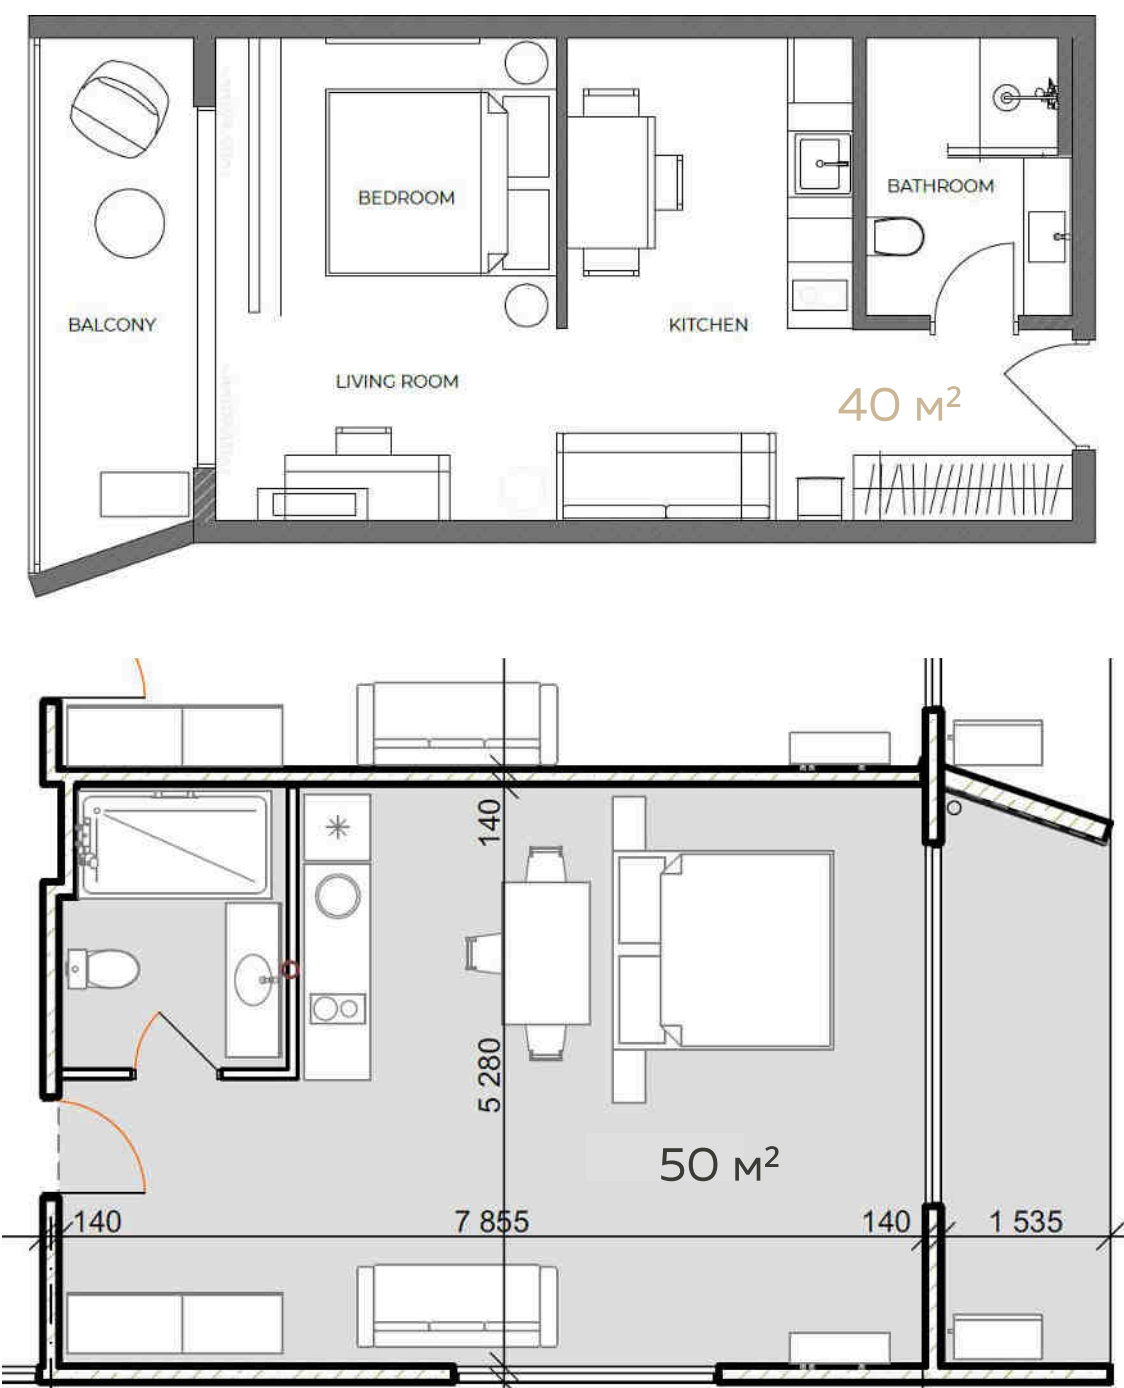 BEDROOM
BATHROOM
BALCONY
KITCHEN
LIVING ROOM
40 м²
140
5 280
50 м²
140
7 855
140
1 535